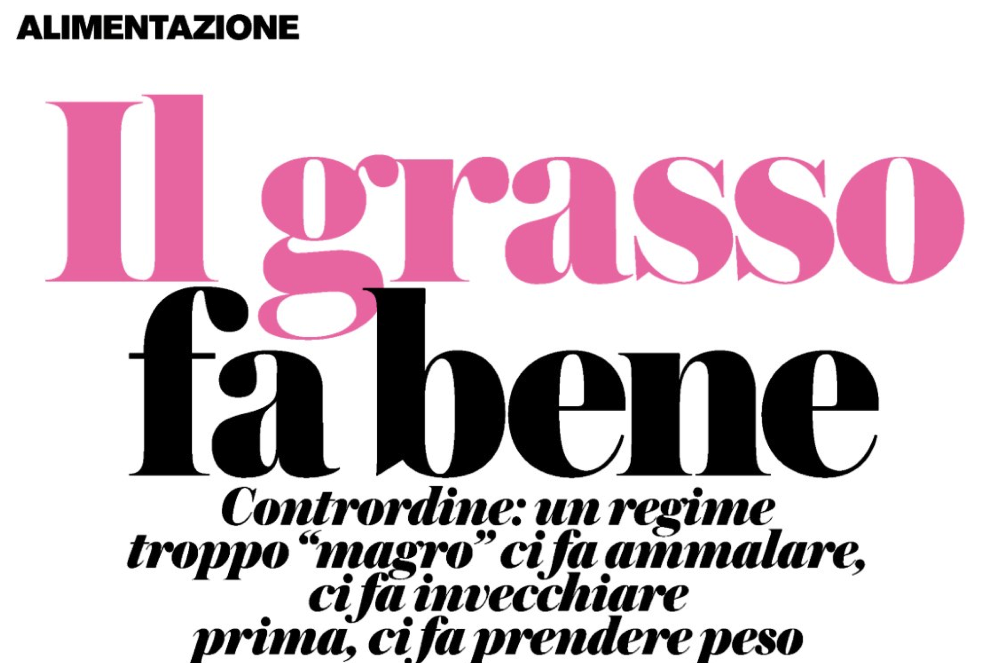 ALIMENTAZIONE
Il grasso
fa bene
Contrordine: un regime
troppo “magro” ci fa ammalare,
ci fa invecchiare
prima, ci fa prendere peso